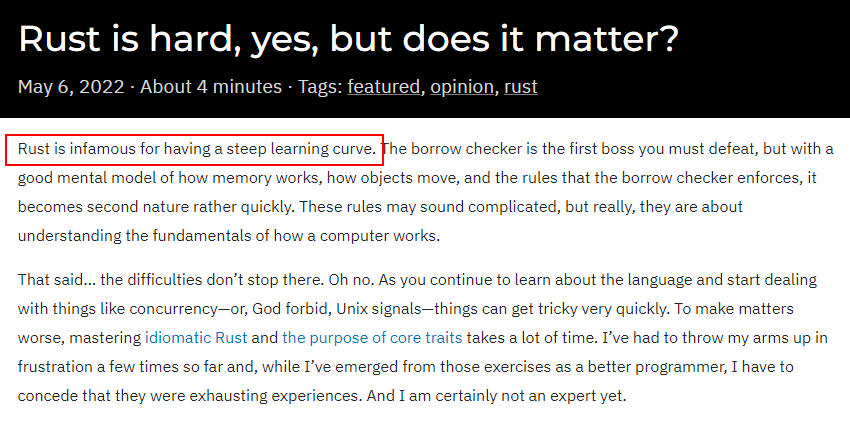 Rust is hard, yes, but does it matter?
May 6, 2022 · About 4 minutes · Tags: featured, opinion, rust
Rust is infamous for having a steep learning curve. The borrow checker is the first boss you must defeat, but with a
good mental model of how memory works, how objects move, and the rules that the borrow checker enforces, it
becomes second nature rather quickly. These rules may sound complicated, but really, they are about
understanding the fundamentals of how a computer works.
That said… the difficulties don’t stop there. Oh no. As you continue to learn about the language and start dealing
with things like concurrency—or, God forbid, Unix signals—things can get tricky very quickly. To make matters
worse, mastering idiomatic Rust and the purpose of core traits takes a lot of time. I’ve had to throw my arms up in
frustration a few times so far and, while I’ve emerged from those exercises as a better programmer, I have to
concede that they were exhausting experiences. And I am certainly not an expert yet.